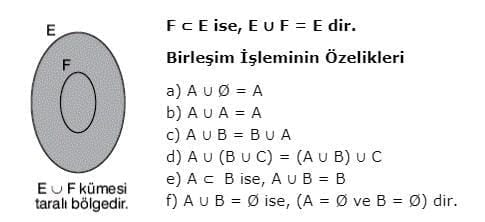 E
F
E ∪ F kümesi
taralı bölgedir.
F ⊂ E ise, E ∪ F = E dir.
Birleşim İşleminin Özelikleri
a) A ∪ Ø = A
b) A ∪ A = A
c) A ∪ B = B ∪ A
d) A ∪ (B ∪ C) = (A ∪ B) ∪ C
e) A ⊂ B ise, A ∪ B = B
f) A ∪ B = Ø ise, (A = Ø ve B = Ø) dir.